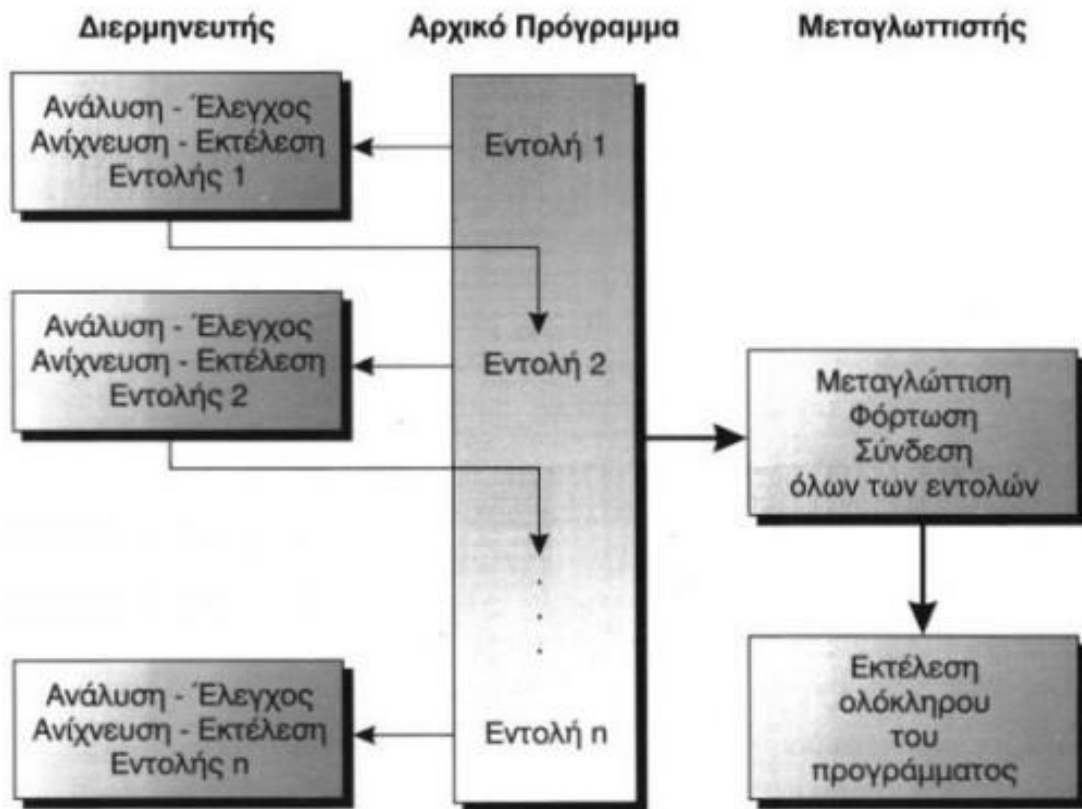 Διερμηνευτής
Αρχικό Πρόγραμμα
Μεταγλωττιστής
Ανάλυση - Έλεγχος
Ανίχνευση - Εκτέλεση
Εντολής 1
Εντολή 1
Ανάλυση - Έλεγχος
Ανίχνευση - Εκτέλεση
Εντολής 2
Εντολή 2
Μεταγλώττιση
Φόρτωση
Σύνδεση
όλων των εντολών
Ανάλυση - Έλεγχος
Ανίχνευση - Εκτέλεση
Εντολής n
Εντολή n
Εκτέλεση
ολόκληρου
του
προγράμματος